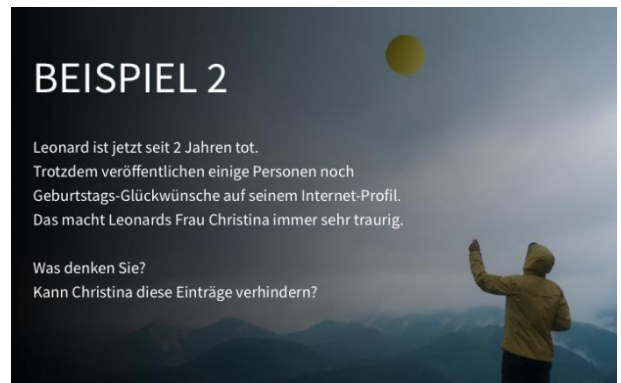 BEISPIEL 2
Leonard ist jetzt seit 2 Jahren tot.
Trotzdem veröffentlichen einige Personen noch
Geburtstags-Glückwünsche auf seinem Internet-Profil.
Das macht Leonards Frau Christina immer sehr traurig.
Was denken Sie?
Kann Christina diese Einträge verhindern?